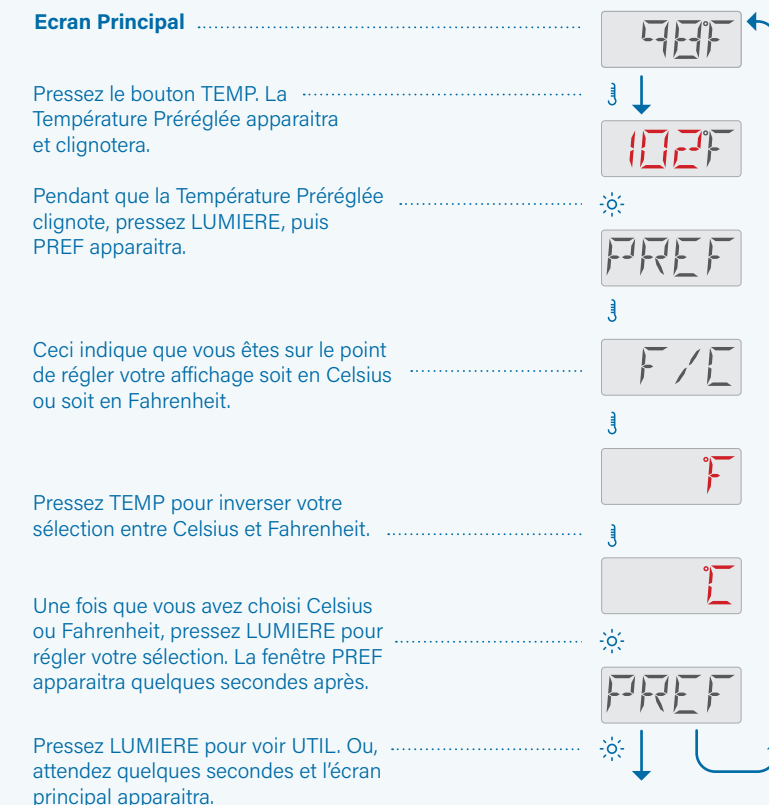 Ecran Principal
98°F
Pressez le bouton TEMP. La
Température Préréglée apparaitra
et clignotera.
102°F
Pendant que la Température Préréglée
clignote, pressez LUMIERE, puis
PREF apparaitra.
PREF
Ceci indique que vous êtes sur le point
de régler votre affichage soit en Celsius
ou soit en Fahrenheit.
F/C
°F
Pressez TEMP pour inverser votre
sélection entre Celsius et Fahrenheit.
°C
Une fois que vous avez choisi Celsius
ou Fahrenheit, pressez LUMIERE pour
régler votre sélection. La fenêtre PREF
apparaitra quelques secondes après.
PREF
Pressez LUMIERE pour voir UTIL. Ou,
attendez quelques secondes et l'écran
principal apparaitra.